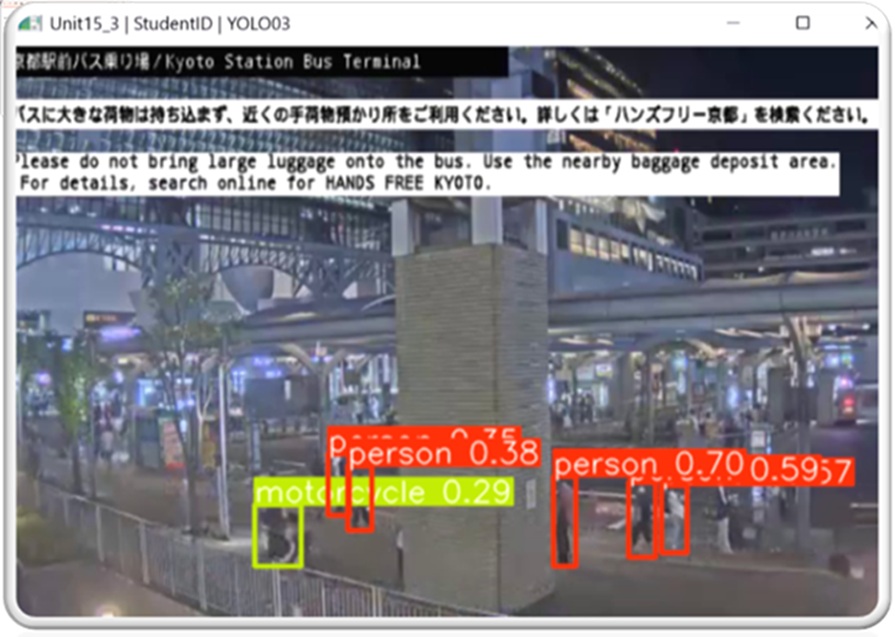 Unit15_3 | StudentID | YOLO03
京都駅前バス乗り場/Kyoto Station Bus Terminal
バスに大きな荷物は持ち込まず、近くの手荷物預かり所をご利用ください。詳しくは「ハンズフリー京都」を検索ください。
Please do not bring large luggage onto the bus. Use the nearby baggage deposit area.
For details, search online for HANDS FREE KYOTO.
person 0.35
person 0.38
person 0.70
0.59
57
motorcycle 0.29